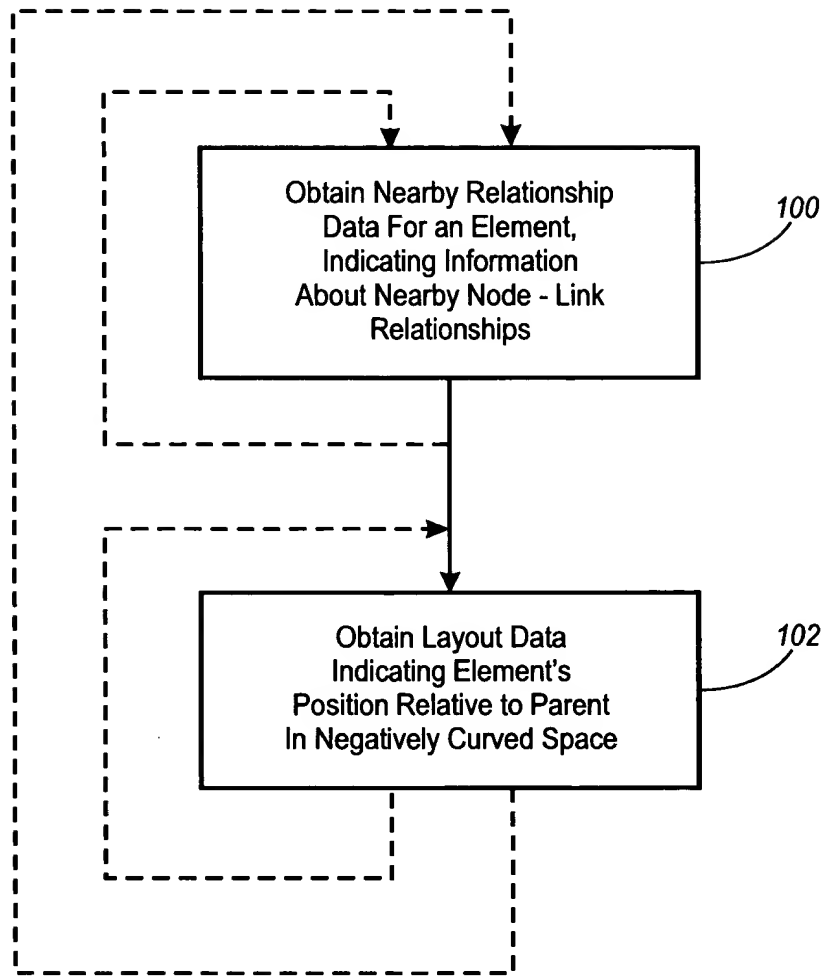 Obtain Nearby Relationship
Data For an Element,
Indicating Information
About Nearby Node - Link
Relationships
100
Obtain Layout Data
Indicating Element's
Position Relative to Parent
In Negatively Curved Space
102